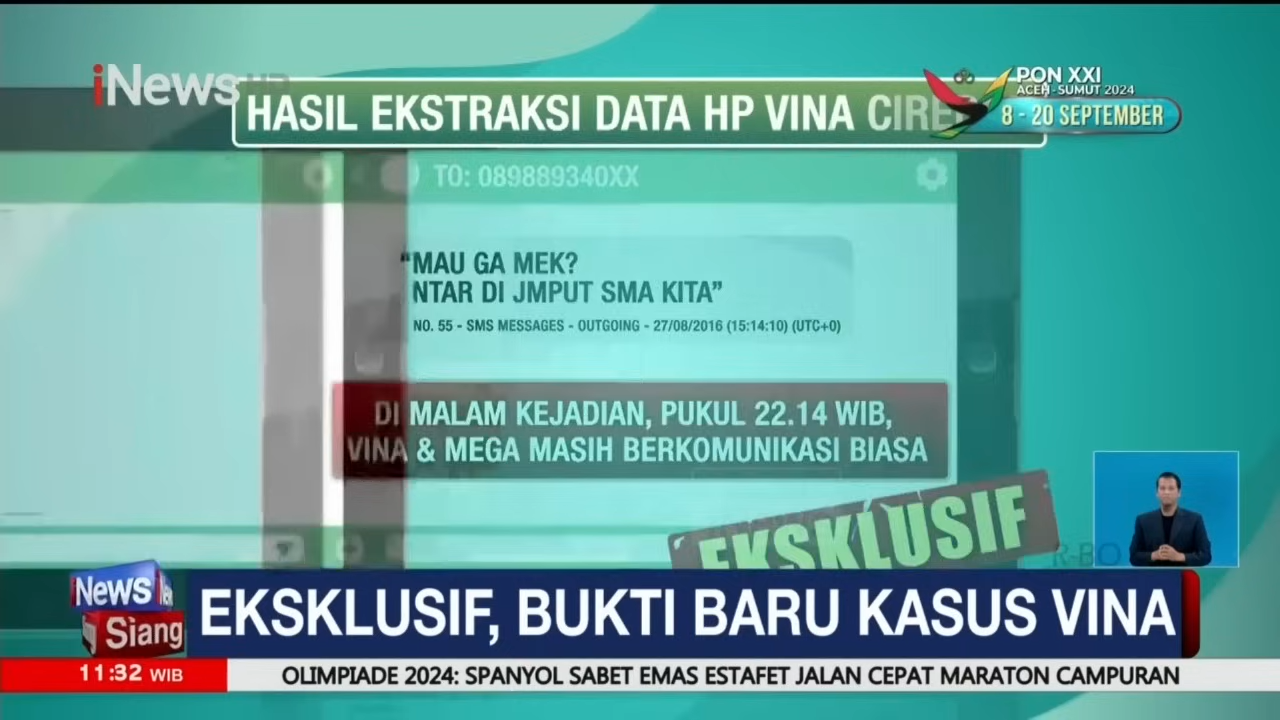 iNews HD
PON XXI
ACEH-SUMUT 2024
8 - 20 SEPTEMBER
HASIL EKSTRAKSI DATA HP VINA
TO: 089889340XX
“MAU GA MEK?
NTAR DI JMPUT SMA KITA”
NO. 55 - SMS MESSAGES - OUTGOING - 27/08/2016 (15:14:10) (UTC+0)
DI MALAM KEJADIAN, PUKUL 22.14 WIB,
VINA & MEGA MASIH BERKOMUNIKASI BIASA
EKSKLUSIF
News
Siang
EKSKLUSIF, BUKTI BARU KASUS VINA
11:32 WIB
OLIMPIADE 2024: SPANYOL SABET EMAS ESTAFET JALAN CEPAT MARATON CAMPURAN